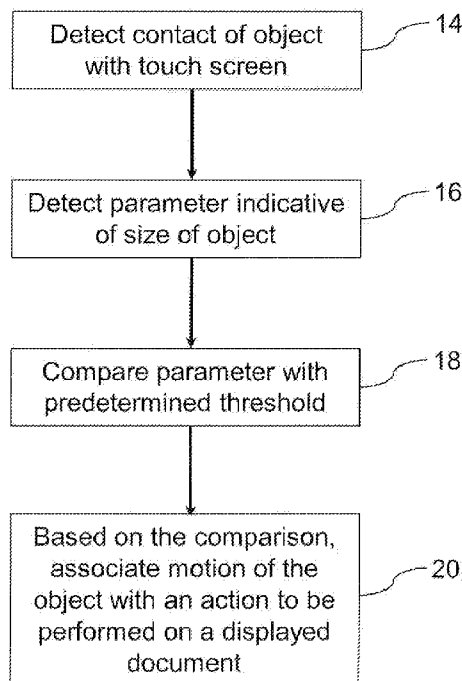 Detect contact of object
with touch screen
14
Detect parameter indicative
of size of object
16
Compare parameter with
predetermined threshold
18
Based on the comparison,
associate motion of the
object with an action to be
performed on a displayed
document
20